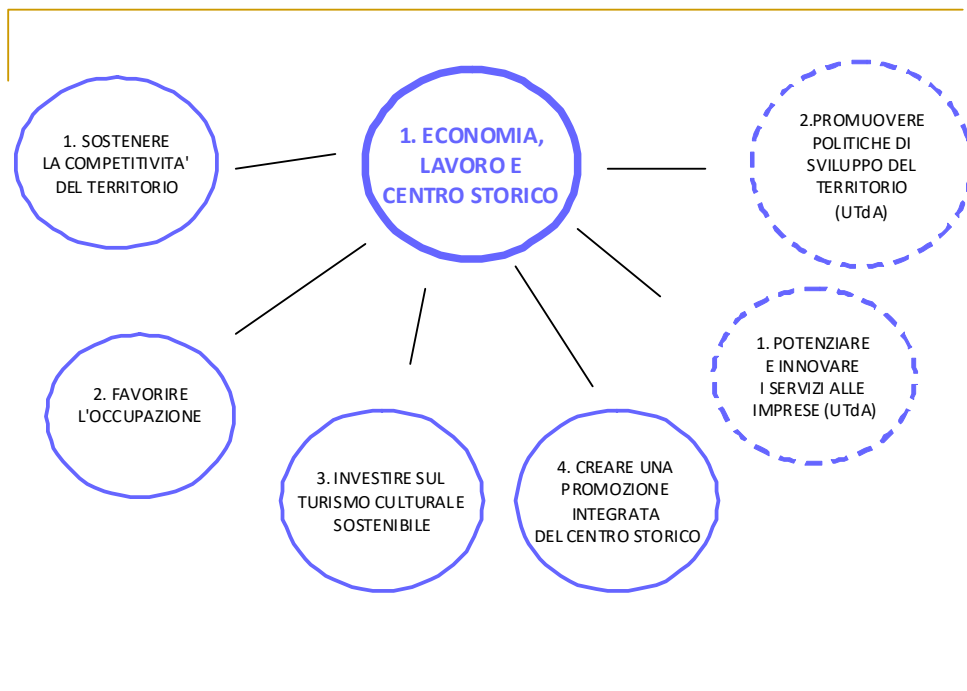 1. ECONOMIA,
LAVORO E
CENTRO STORICO
1. SOSTENERE
LA COMPETITIVITA'
DEL TERRITORIO
2. FAVORIRE
L'OCCUPAZIONE
3. INVESTIRE SUL
TURISMO CULTURALE
SOSTENIBILE
4. CREARE UNA
PROMOZIONE
INTEGRATA
DEL CENTRO STORICO
1. POTENZIARE
E INNOVARE
I SERVIZI ALLE
IMPRESE (UTdA)
2.PROMUOVERE
POLITICHE DI
SVILUPPO DEL
TERRITORIO
(UTdA)